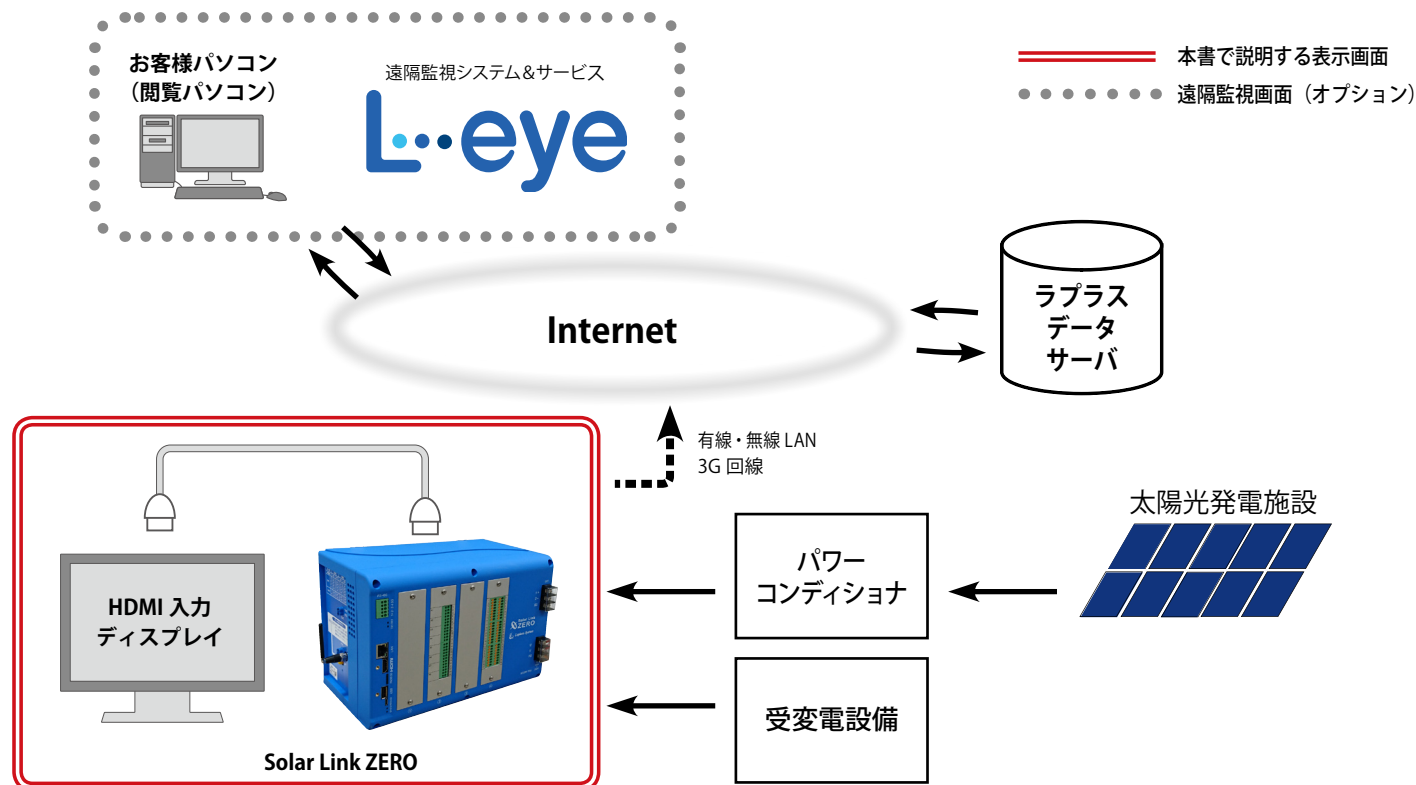 お客様パソコン
（閲覧パソコン）
遠隔監視システム&サービス
L・・・eye
本書で説明する表示画面
遠隔監視画面（オプション）
Internet
ラプラス
データ
サーバ
有線・無線 LAN
3G 回線
太陽光発電施設
パワー
コンディショナ
HDMI 入力
ディスプレイ
ZERO
受変電設備
Solar Link ZERO